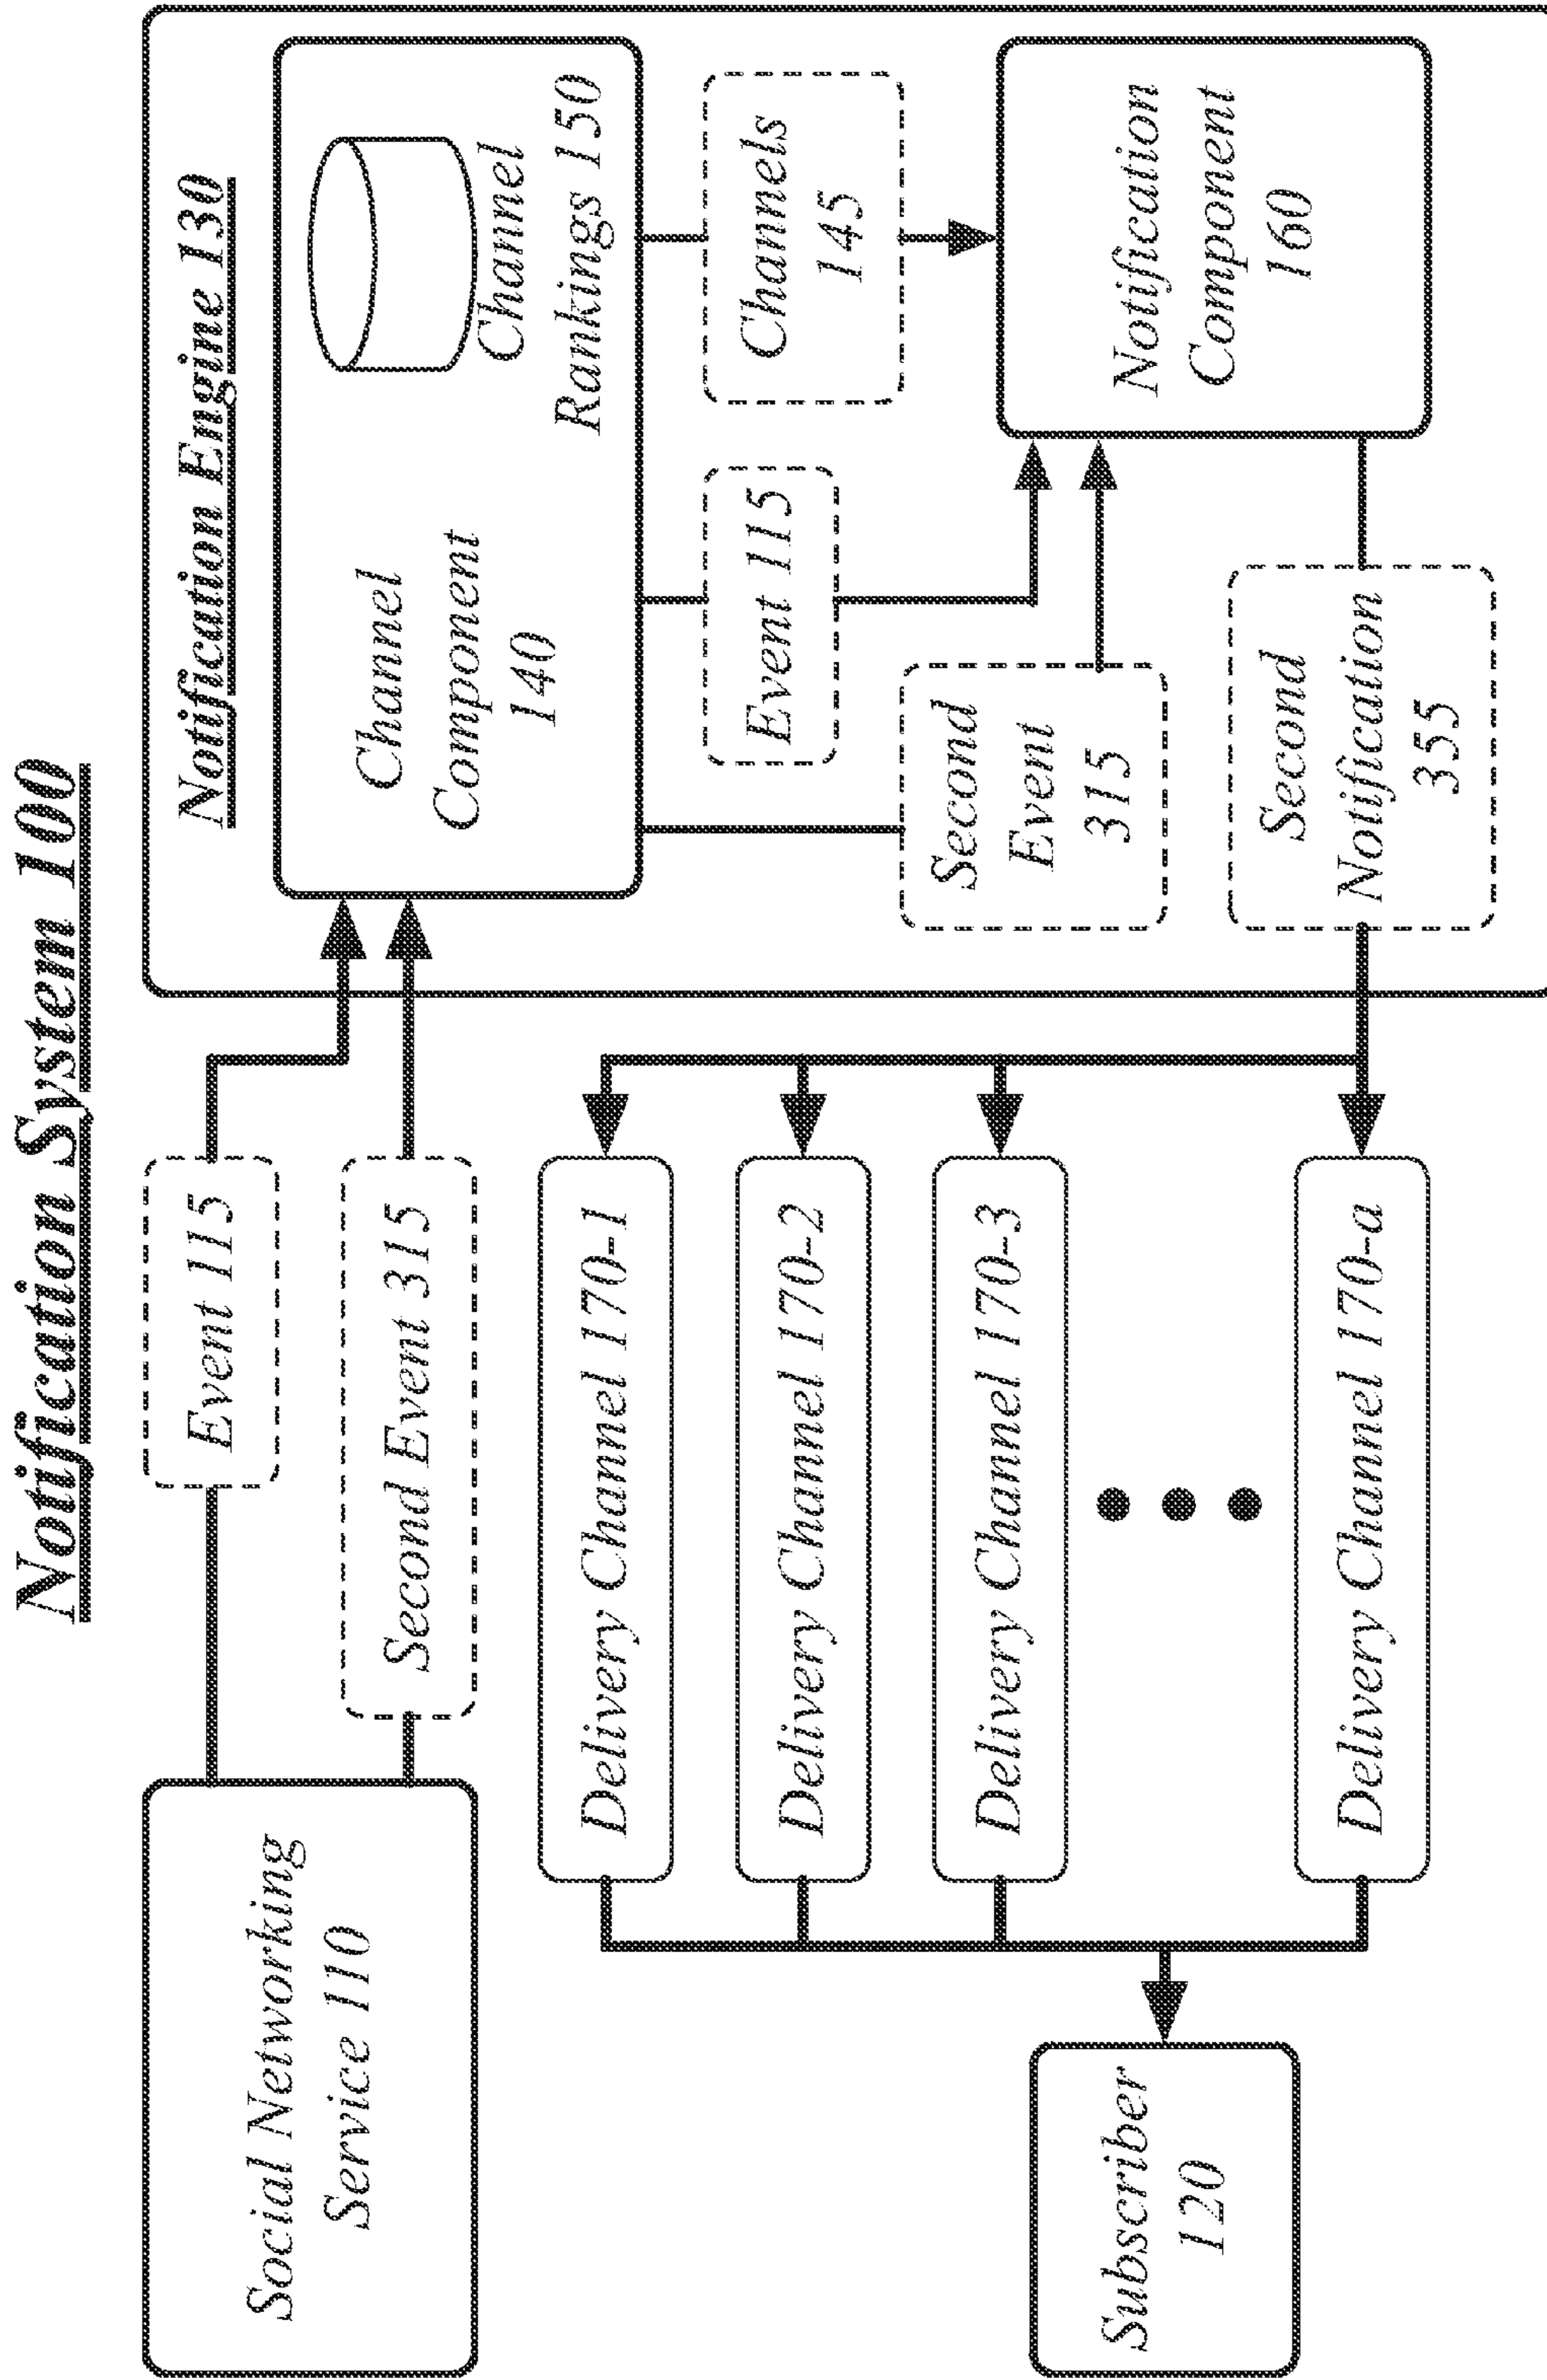 Notification System 100
Social Networking
Service 110
Event 115
Second Event 315
Notification Engine 130
Channel
Component
140
Channel
Rankings 150
Event 115
Channels
145
Second
Event
315
Notification
Component
160
Second
Notification
355
Delivery Channel 170-1
Delivery Channel 170-2
Delivery Channel 170-3
Delivery Channel 170-a
Subscriber
120